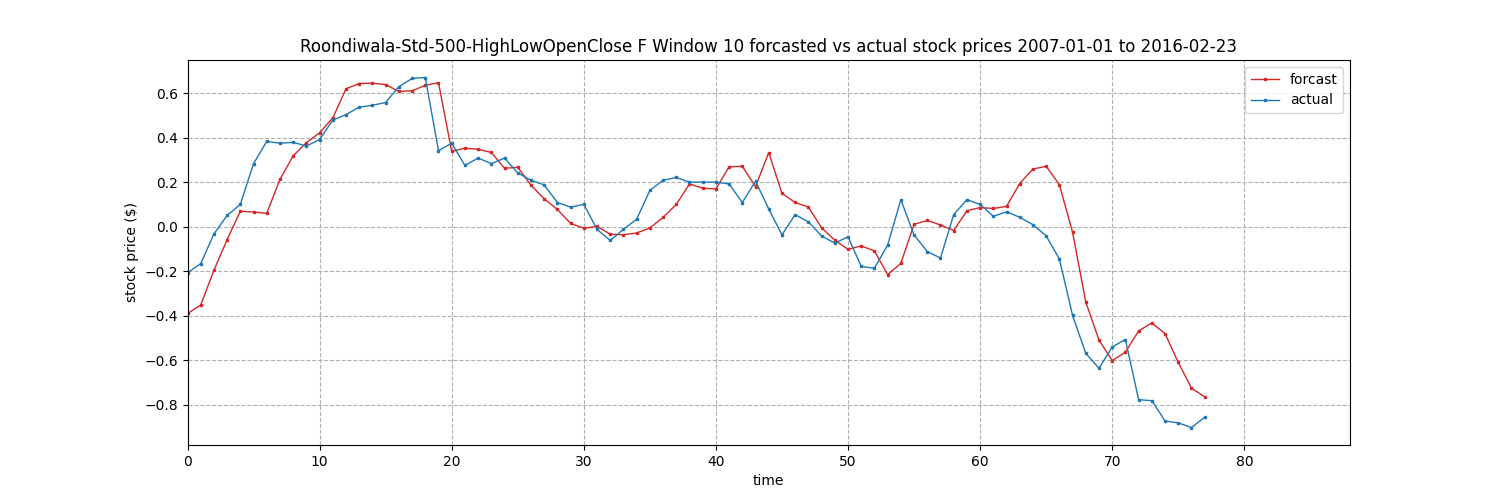 Roondiwala-Std-500-HighLowOpenClose F Window 10 forcasted vs actual stock prices 2007-01-01 to 2016-02-23
forcast
actual
stock price ($)
0.6
0.4
0.2
0.0
−0.2
−0.4
−0.6
−0.8
0 10 20 30 40 50 60 70 80
time